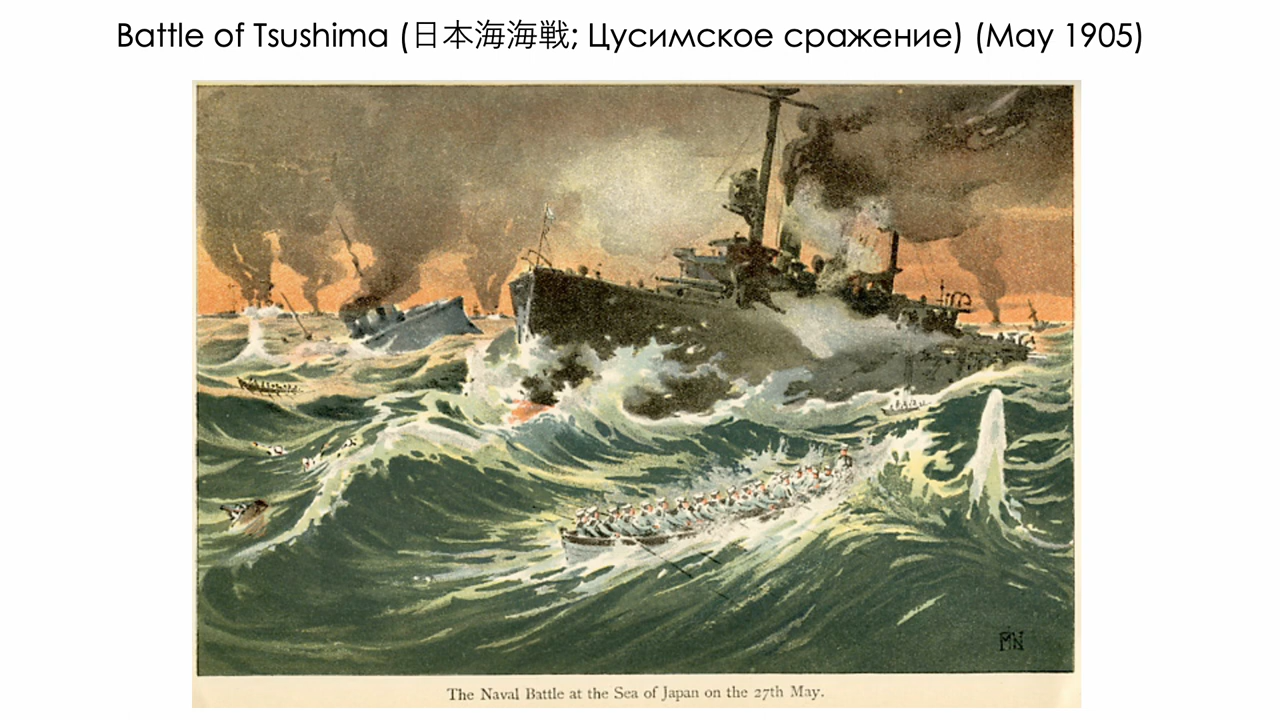 Battle of Tsushima (日本海海戦; Цусимское сражение) (May 1905)
The Naval Battle at the Sea of Japan on the 27th May.